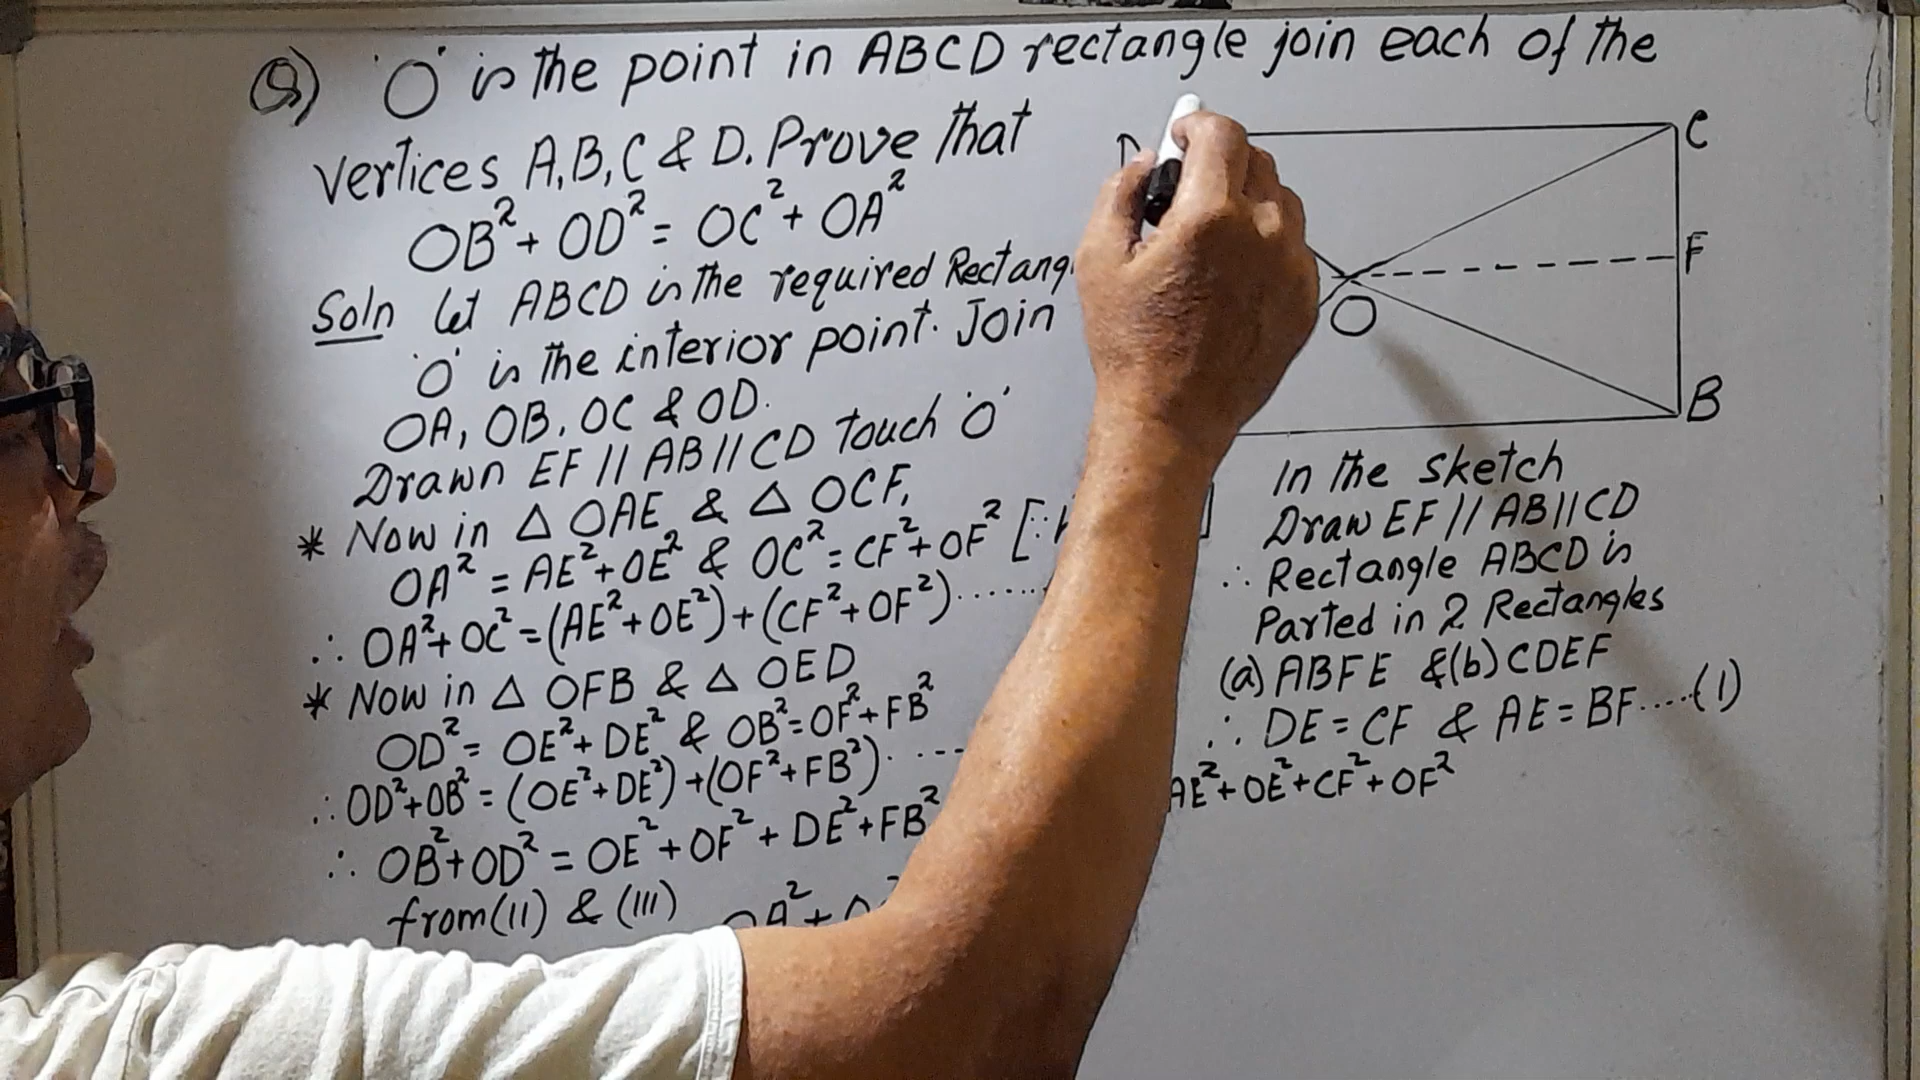 Q) 'O' is the point in ABCD rectangle join each of the
vertices A,B,C & D. Prove that
OB²+ OD² = OC²+ OA²
Soln Let ABCD is the required Rectang
'O' is the interior point. Join
OA, OB, OC & OD.
Drawn EF // AB // CD touch 'O'
* Now in △ OAE & △ OCF,
OA² = AE²+OE² & OC² = CF²+ OF² [∵
∴ OA²+ OC² = (AE²+ OE²)+(CF²+ OF²)........
* Now in △ OFB & △ OED
OD² = OE²+ DE² & OB² = OF²+ FB²
∴ OD²+OB² = (OE²+DE²)+(OF²+FB²). ...
∴ OB²+OD² = OE²+OF² + DE²+FB²
from (II) & (III) OA²+
D
C
F
O
B
In the sketch
Draw EF // AB // CD
∴ Rectangle ABCD is
Parted in 2 Rectangles
(a) ABFE &(b) CDEF
∴ DE = CF & AE = BF....(1)
AE²+OE²+CF²+OF²